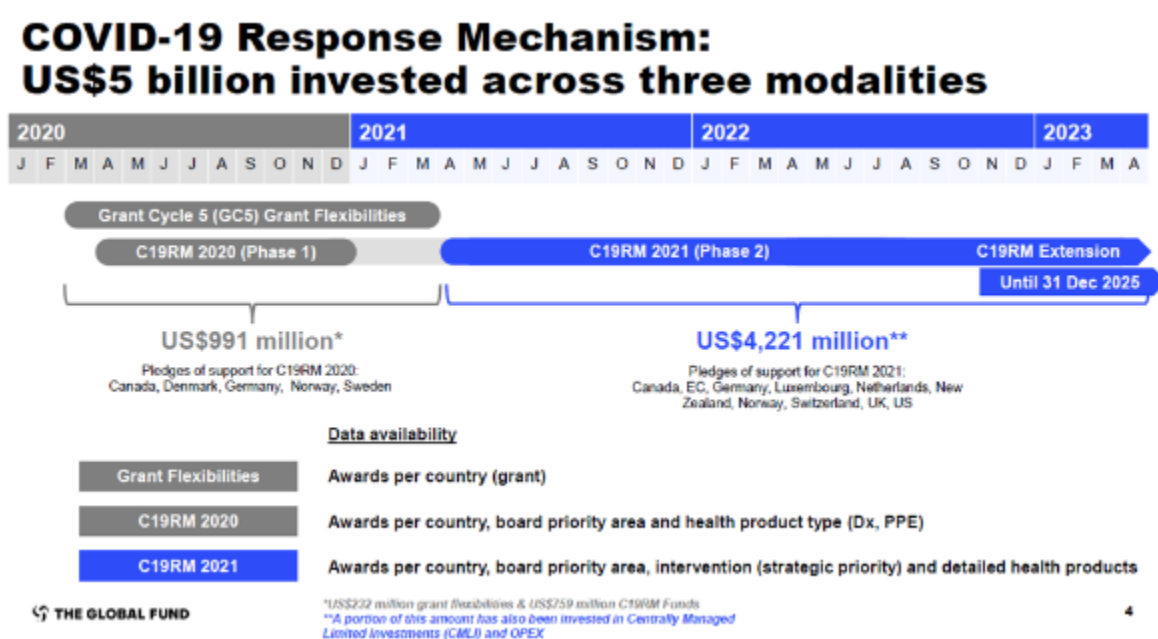 COVID-19 Response Mechanism:
US$5 billion invested across three modalities
2020 2021 2022 2023
J F M A M J J A S O N D J F M A M J J A S O N D J F M A M J J A S O N D J F M A
Grant Cycle 5 (GC5) Grant Flexibilities
C19RM 2020 (Phase 1) C19RM 2021 (Phase 2) C19RM Extension
Until 31 Dec 2025
US$991 million* US$4,221 million**
Pledges of support for C19RM 2020:
Canada, Denmark, Germany, Norway, Sweden
Pledges of support for C19RM 2021:
Canada, EC, Germany, Luxembourg, Netherlands, New
Zealand, Norway, Switzerland, UK, US
Data availability
Grant Flexibilities Awards per country (grant)
C19RM 2020 Awards per country, board priority area and health product type (Dx, PPE)
C19RM 2021 Awards per country, board priority area, intervention (strategic priority) and detailed health products
THE GLOBAL FUND
*US$232 million grant flexibilities & US$759 million C19RM Funds
**A portion of this amount has also been invested in Centrally Managed
Limited Investments (CMLI) and OPEX
4